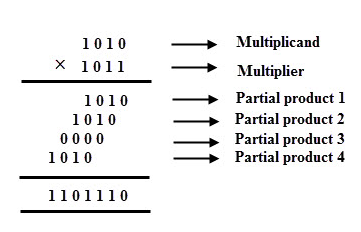 1010 Multiplicand
× 1011 Multiplier
1010 Partial product 1
1010 Partial product 2
0000 Partial product 3
1010 Partial product 4
1101110